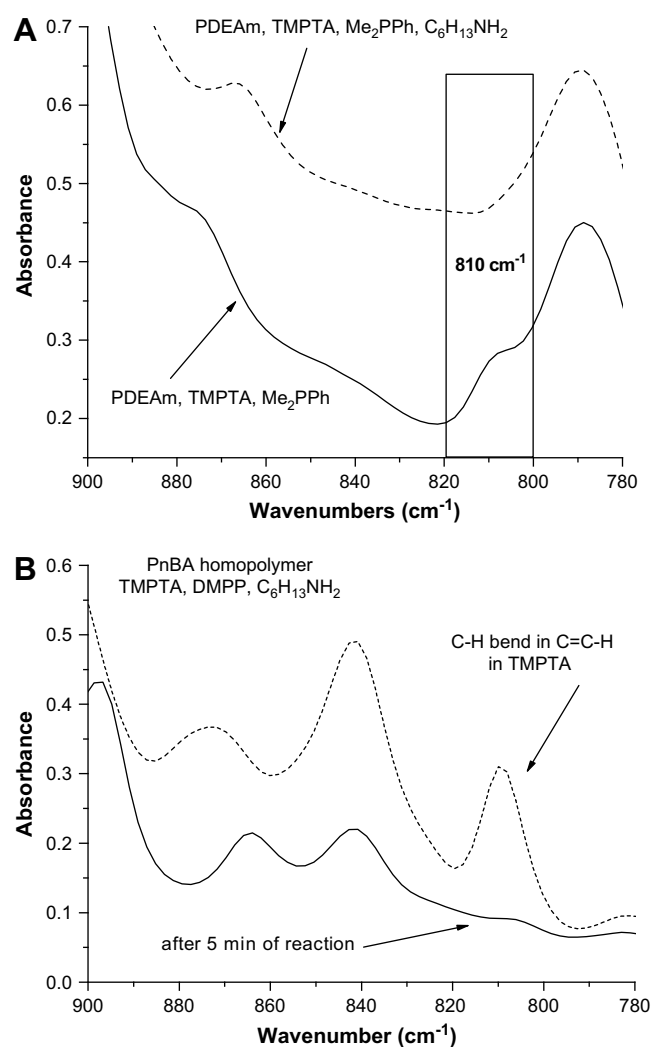 A
PDEAm, TMPTA, Me₂PPh, C₆H₁₃NH₂
0.7
0.6
0.5
0.4
0.3
0.2
Absorbance
810 cm⁻¹
PDEAm, TMPTA, Me₂PPh
900 880 860 840 820 800 780
Wavenumbers (cm⁻¹)
B
PnBA homopolymer
TMPTA, DMPP, C₆H₁₃NH₂
C-H bend in C=C-H
in TMPTA
0.6
0.5
0.4
0.3
0.2
0.1
0.0
Absorbance
after 5 min of reaction
900 880 860 840 820 800 780
Wavenumber (cm⁻¹)